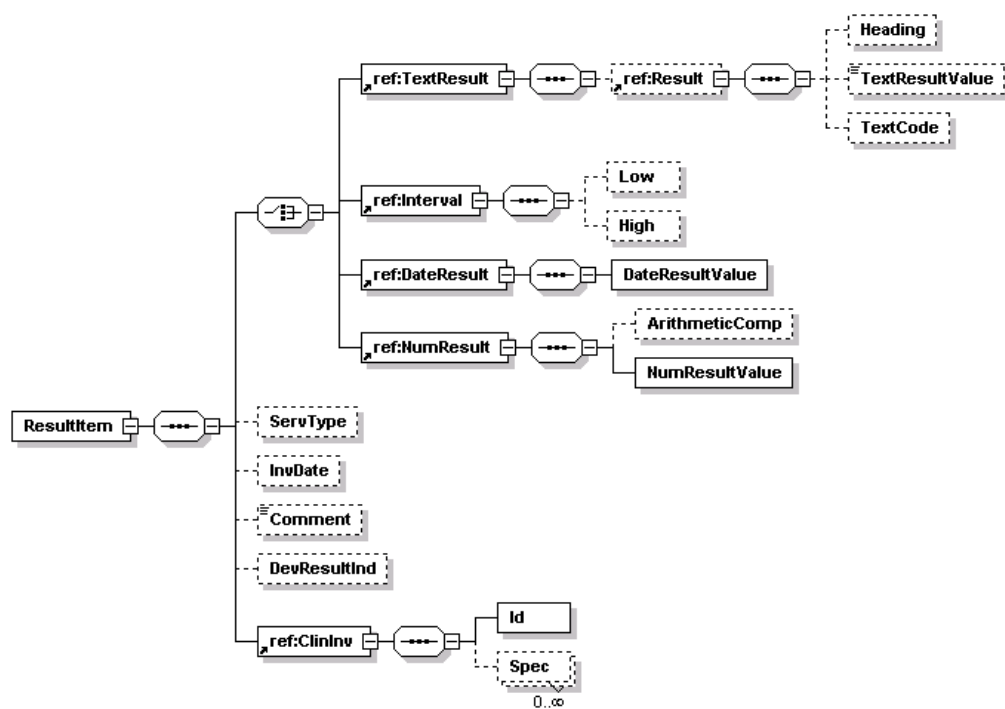 Heading
ref:TextResult
ref:Result
TextResultValue
TextCode
Low
ref:Interval
High
ref:DateResult
DateResultValue
ArithmeticComp
ref:NumResult
NumResultValue
ResultItem
ServType
InvDate
Comment
DevResultInd
Id
ref:ClinInv
Spec
0..∞